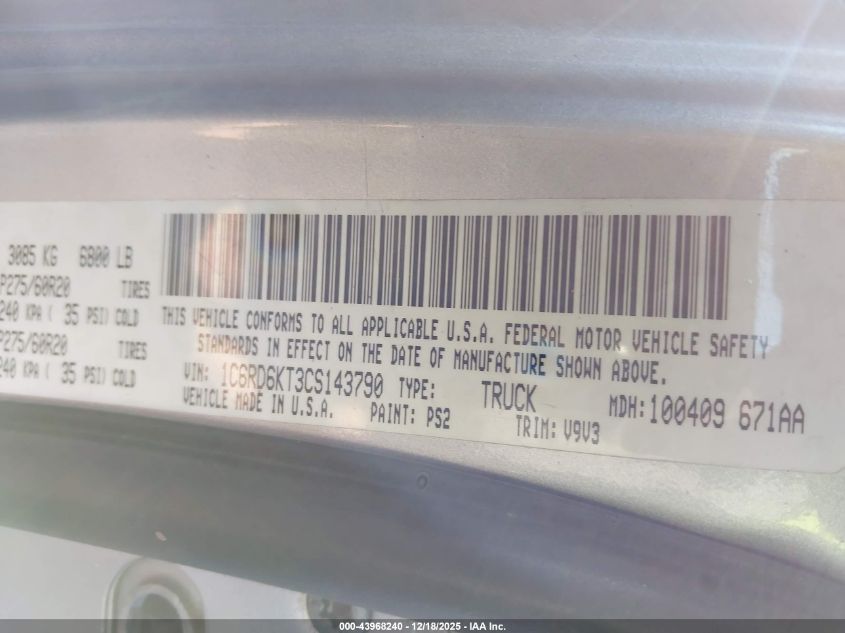 3085 KG 6800 LB
P275/60R20 TIRES
240 KPA ( 35 PSI) COLD
P275/60R20 TIRES
240 KPA ( 35 PSI) COLD
THIS VEHICLE CONFORMS TO ALL APPLICABLE U.S.A. FEDERAL MOTOR VEHICLE SAFETY
STANDARDS IN EFFECT ON THE DATE OF MANUFACTURE SHOWN ABOVE.
VIN: 1C6RD6KT3CS143790 TYPE: TRUCK MDH:100409 671AA
VEHICLE MADE IN U.S.A. PAINT: PS2 TRIM: V9V3
000-43968240 - 12/18/2025 - IAA Inc.